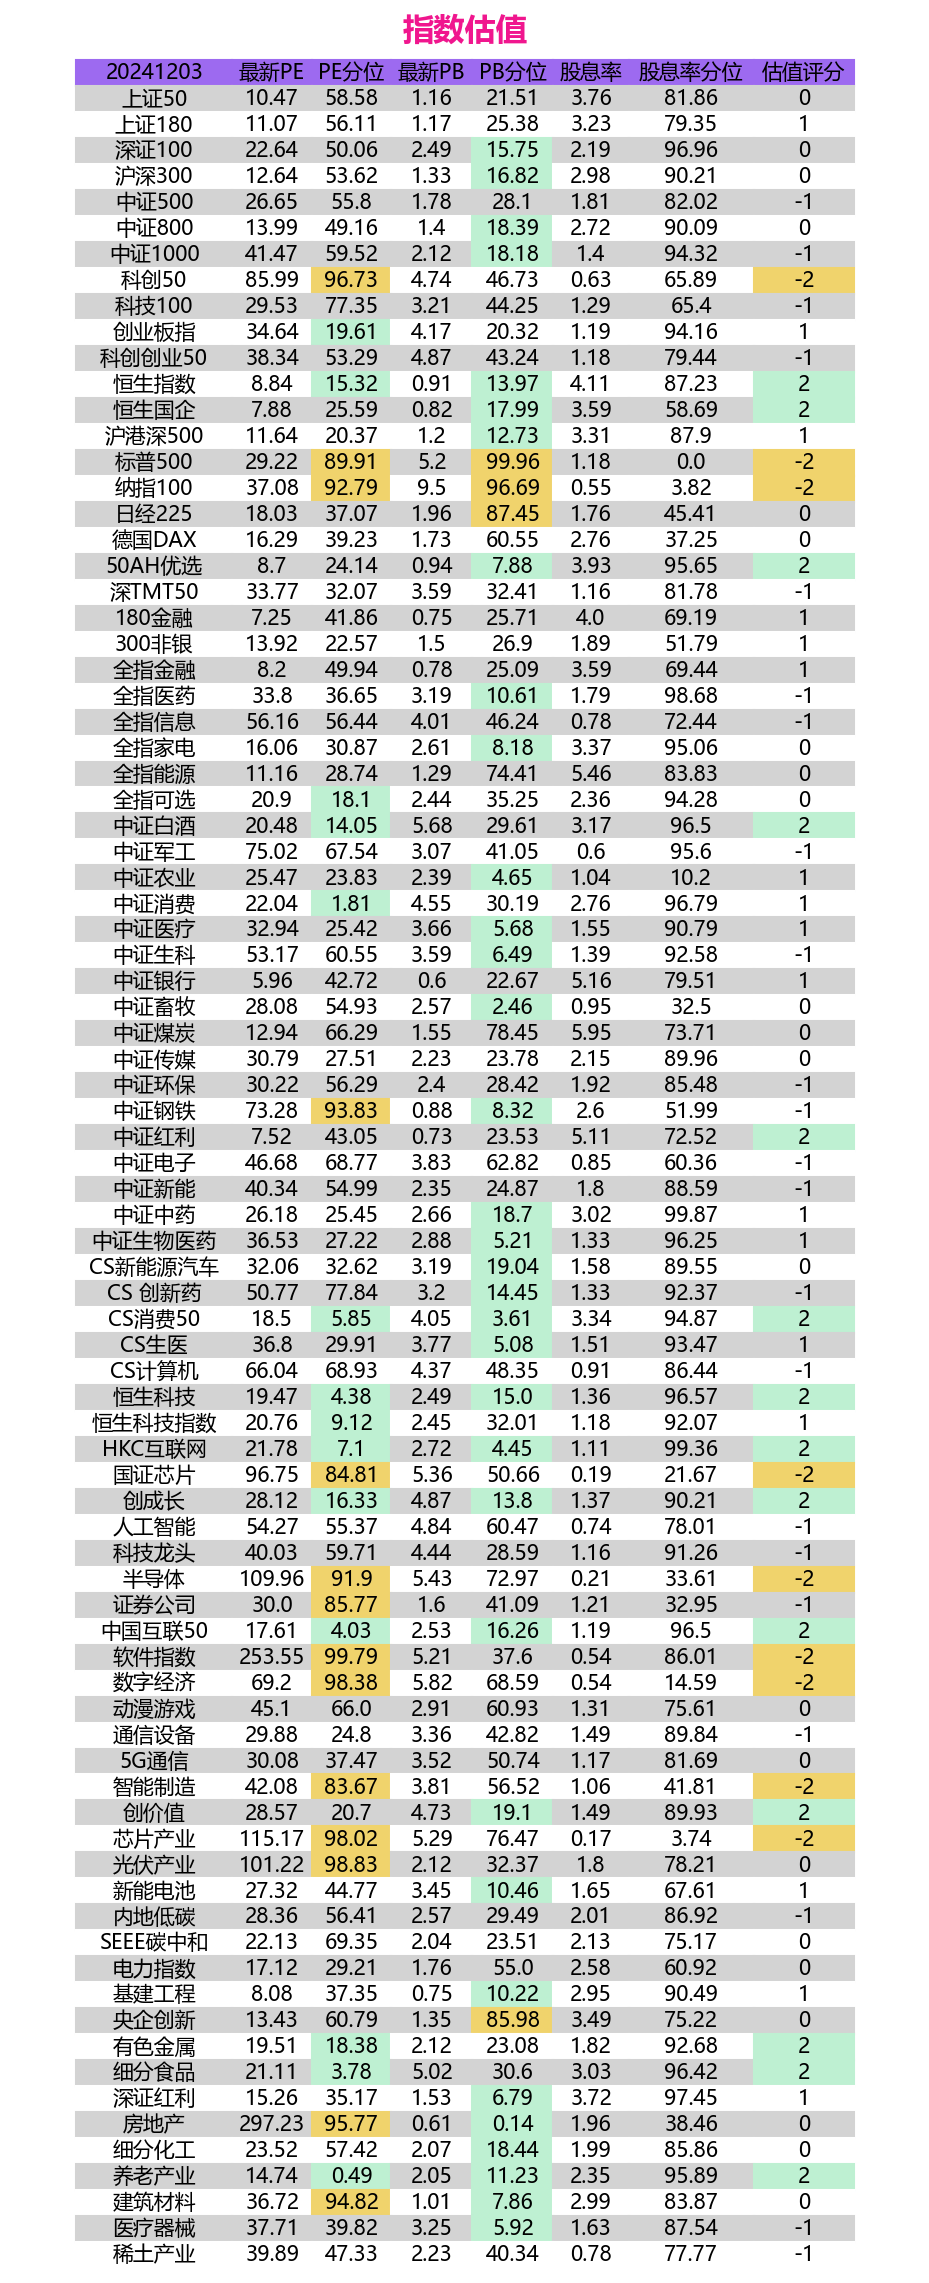 指数估值
20241203 最新PE PE分位 最新PB PB分位 股息率 股息率分位 估值评分
上证50 10.47 58.58 1.16 21.51 3.76 81.86 0
上证180 11.07 56.11 1.17 25.38 3.23 79.35 1
深证100 22.64 50.06 2.49 15.75 2.19 96.96 0
沪深300 12.64 53.62 1.33 16.82 2.98 90.21 0
中证500 26.65 55.8 1.78 28.1 1.81 82.02 -1
中证800 13.99 49.16 1.4 18.39 2.72 90.09 0
中证1000 41.47 59.52 2.12 18.18 1.4 94.32 -1
科创50 85.99 96.73 4.74 46.73 0.63 65.89 -2
科技100 29.53 77.35 3.21 44.25 1.29 65.4 -1
创业板指 34.64 19.61 4.17 20.32 1.19 94.16 1
科创创业50 38.34 53.29 4.87 43.24 1.18 79.44 -1
恒生指数 8.84 15.32 0.91 13.97 4.11 87.23 2
恒生国企 7.88 25.59 0.82 17.99 3.59 58.69 2
沪港深500 11.64 20.37 1.2 12.73 3.31 87.9 1
标普500 29.22 89.91 5.2 99.96 1.18 0.0 -2
纳指100 37.08 92.79 9.5 96.69 0.55 3.82 -2
日经225 18.03 37.07 1.96 87.45 1.76 45.41 0
德国DAX 16.29 39.23 1.73 60.55 2.76 37.25 0
50AH优选 8.7 24.14 0.94 7.88 3.93 95.65 2
深TMT50 33.77 32.07 3.59 32.41 1.16 81.78 -1
180金融 7.25 41.86 0.75 25.71 4.0 69.19 1
300非银 13.92 22.57 1.5 26.9 1.89 51.79 1
全指金融 8.2 49.94 0.78 25.09 3.59 69.44 1
全指医药 33.8 36.65 3.19 10.61 1.79 98.68 -1
全指信息 56.16 56.44 4.01 46.24 0.78 72.44 -1
全指家电 16.06 30.87 2.61 8.18 3.37 95.06 0
全指能源 11.16 28.74 1.29 74.41 5.46 83.83 0
全指可选 20.9 18.1 2.44 35.25 2.36 94.28 0
中证白酒 20.48 14.05 5.68 29.61 3.17 96.5 2
中证军工 75.02 67.54 3.07 41.05 0.6 95.6 -1
中证农业 25.47 23.83 2.39 4.65 1.04 10.2 1
中证消费 22.04 1.81 4.55 30.19 2.76 96.79 1
中证医疗 32.94 25.42 3.66 5.68 1.55 90.79 1
中证生科 53.17 60.55 3.59 6.49 1.39 92.58 -1
中证银行 5.96 42.72 0.6 22.67 5.16 79.51 1
中证畜牧 28.08 54.93 2.57 2.46 0.95 32.5 0
中证煤炭 12.94 66.29 1.55 78.45 5.95 73.71 0
中证传媒 30.79 27.51 2.23 23.78 2.15 89.96 0
中证环保 30.22 56.29 2.4 28.42 1.92 85.48 -1
中证钢铁 73.28 93.83 0.88 8.32 2.6 51.99 -1
中证红利 7.52 43.05 0.73 23.53 5.11 72.52 2
中证电子 46.68 68.77 3.83 62.82 0.85 60.36 -1
中证新能 40.34 54.99 2.35 24.87 1.8 88.59 -1
中证中药 26.18 25.45 2.66 18.7 3.02 99.87 1
中证生物医药 36.53 27.22 2.88 5.21 1.33 96.25 1
CS新能源汽车 32.06 32.62 3.19 19.04 1.58 89.55 0
CS 创新药 50.77 77.84 3.2 14.45 1.33 92.37 -1
CS消费50 18.5 5.85 4.05 3.61 3.34 94.87 2
CS生医 36.8 29.91 3.77 5.08 1.51 93.47 1
CS计算机 66.04 68.93 4.37 48.35 0.91 86.44 -1
恒生科技 19.47 4.38 2.49 15.0 1.36 96.57 2
恒生科技指数 20.76 9.12 2.45 32.01 1.18 92.07 1
HKC互联网 21.78 7.1 2.72 4.45 1.11 99.36 2
国证芯片 96.75 84.81 5.36 50.66 0.19 21.67 -2
创成长 28.12 16.33 4.87 13.8 1.37 90.21 2
人工智能 54.27 55.37 4.84 60.47 0.74 78.01 -1
科技龙头 40.03 59.71 4.44 28.59 1.16 91.26 -1
半导体 109.96 91.9 5.43 72.97 0.21 33.61 -2
证券公司 30.0 85.77 1.6 41.09 1.21 32.95 -1
中国互联50 17.61 4.03 2.53 16.26 1.19 96.5 2
软件指数 253.55 99.79 5.21 37.6 0.54 86.01 -2
数字经济 69.2 98.38 5.82 68.59 0.54 14.59 -2
动漫游戏 45.1 66.0 2.91 60.93 1.31 75.61 0
通信设备 29.88 24.8 3.36 42.82 1.49 89.84 -1
5G通信 30.08 37.47 3.52 50.74 1.17 81.69 0
智能制造 42.08 83.67 3.81 56.52 1.06 41.81 -2
创价值 28.57 20.7 4.73 19.1 1.49 89.93 2
芯片产业 115.17 98.02 5.29 76.47 0.17 3.74 -2
光伏产业 101.22 98.83 2.12 32.37 1.8 78.21 0
新能电池 27.32 44.77 3.45 10.46 1.65 67.61 1
内地低碳 28.36 56.41 2.57 29.49 2.01 86.92 -1
SEEE碳中和 22.13 69.35 2.04 23.51 2.13 75.17 0
电力指数 17.12 29.21 1.76 55.0 2.58 60.92 0
基建工程 8.08 37.35 0.75 10.22 2.95 90.49 1
央企创新 13.43 60.79 1.35 85.98 3.49 75.22 0
有色金属 19.51 18.38 2.12 23.08 1.82 92.68 2
细分食品 21.11 3.78 5.02 30.6 3.03 96.42 2
深证红利 15.26 35.17 1.53 6.79 3.72 97.45 1
房地产 297.23 95.77 0.61 0.14 1.96 38.46 0
细分化工 23.52 57.42 2.07 18.44 1.99 85.86 0
养老产业 14.74 0.49 2.05 11.23 2.35 95.89 2
建筑材料 36.72 94.82 1.01 7.86 2.99 83.87 0
医疗器械 37.71 39.82 3.25 5.92 1.63 87.54 -1
稀土产业 39.89 47.33 2.23 40.34 0.78 77.77 -1